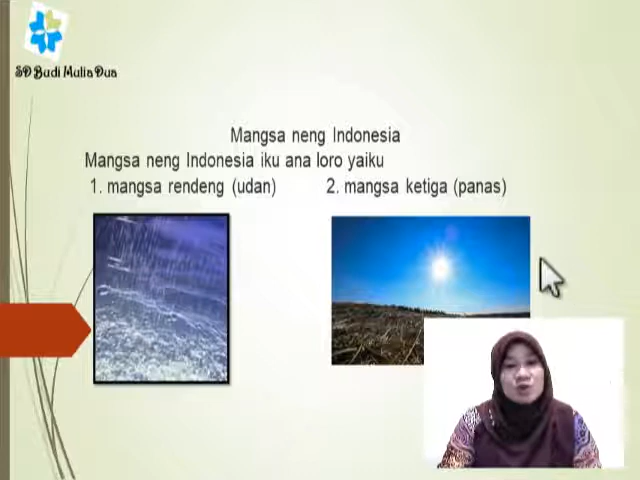 SD Budi Mulia Dua
Mangsa neng Indonesia
Mangsa neng Indonesia iku ana loro yaiku
1. mangsa rendeng (udan) 2. mangsa ketiga (panas)